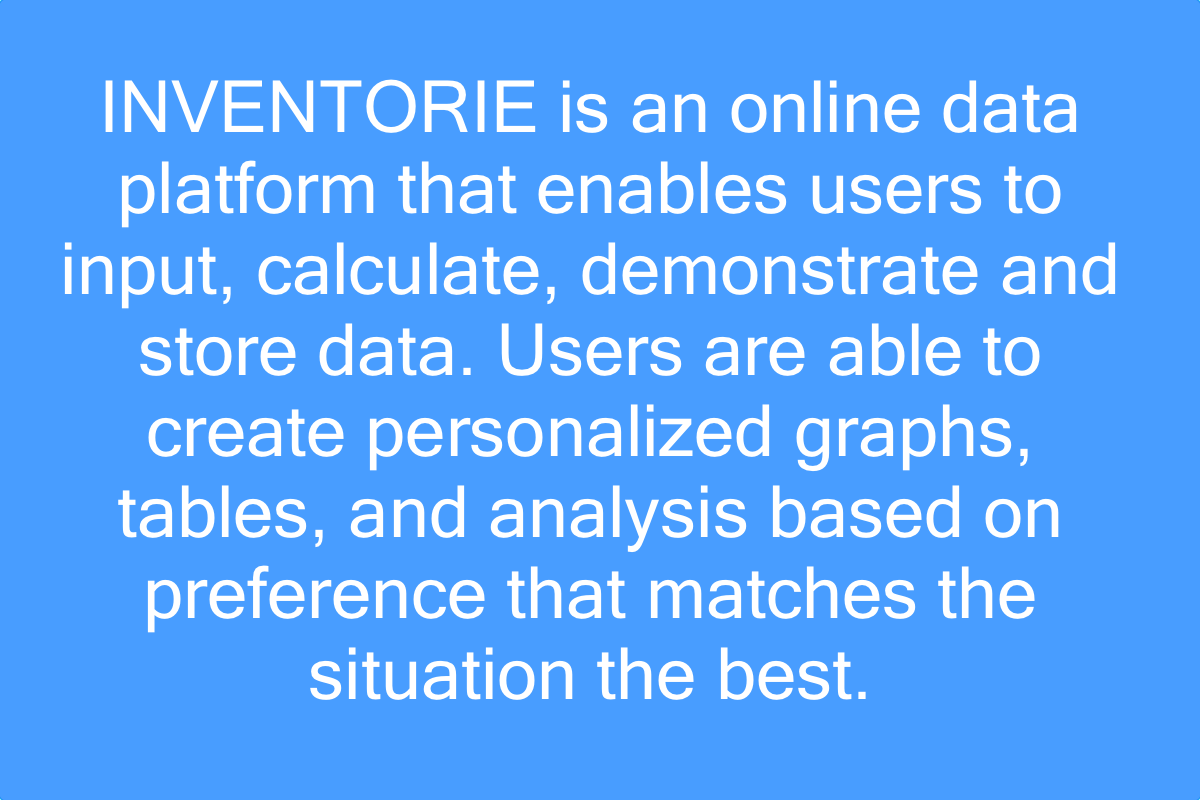 INVENTORIE is an online data
platform that enables users to
input, calculate, demonstrate and
store data. Users are able to
create personalized graphs,
tables, and analysis based on
preference that matches the
situation the best.